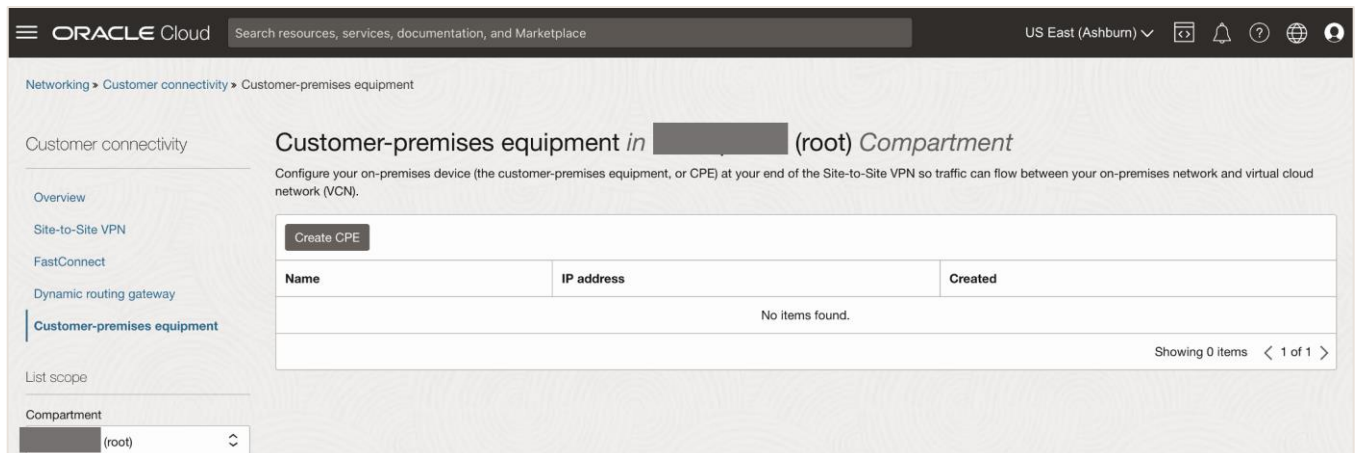 ORACLE Cloud
Search resources, services, documentation, and Marketplace
US East (Ashburn)
Networking » Customer connectivity » Customer-premises equipment
Customer connectivity
Overview
Site-to-Site VPN
FastConnect
Dynamic routing gateway
Customer-premises equipment
List scope
Compartment
(root)
Customer-premises equipment in (root) Compartment
Configure your on-premises device (the customer-premises equipment, or CPE) at your end of the Site-to-Site VPN so traffic can flow between your on-premises network and virtual cloud
network (VCN).
Create CPE
Name IP address Created
No items found.
Showing 0 items < 1 of 1 >